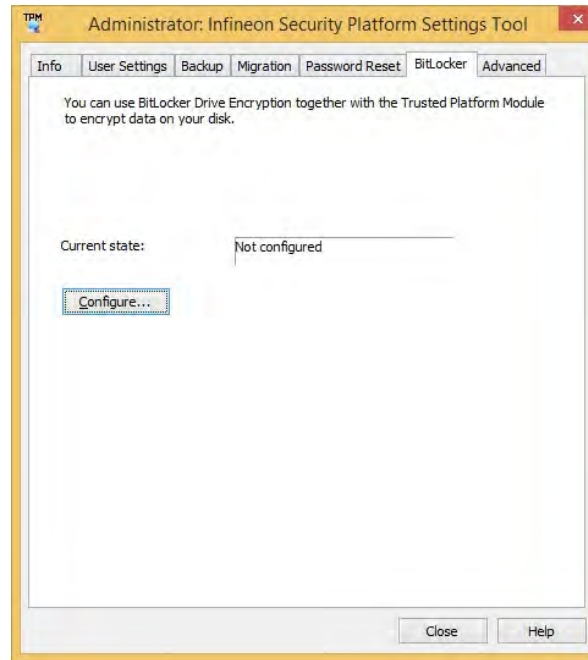 TPM
Administrator: Infineon Security Platform Settings Tool
Info User Settings Backup Migration Password Reset BitLocker Advanced
You can use BitLocker Drive Encryption together with the Trusted Platform Module
to encrypt data on your disk.
Current state: Not configured
Configure...
Close Help